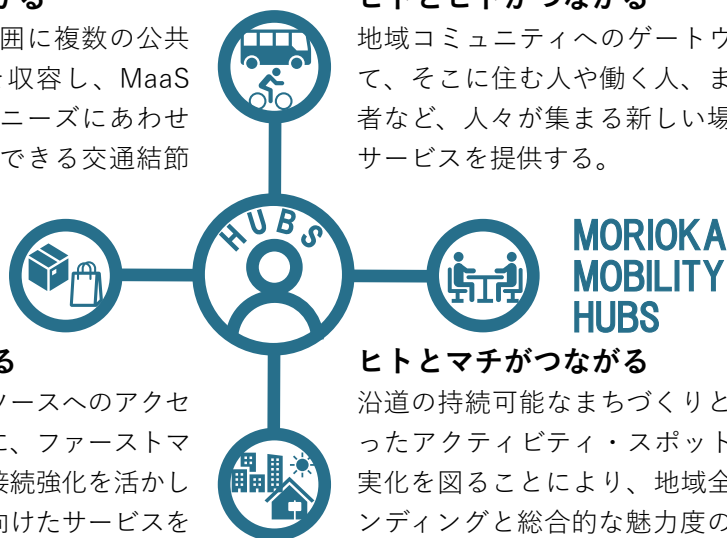 がる
囲に複数の公共
収容し、MaaS
ニーズにあわせ
できる交通結節
ヒトとヒトがつながる
地域コミュニティへのゲートウ
て、そこに住む人や働く人、ま
者など、人々が集まる新しい場
サービスを提供する。
HUBS
MORIOKA
MOBILITY
HUBS
る
ソースへのアクセ
に、ファーストマ
接続強化を活かし
向けたサービスを
ヒトとマチがつながる
沿道の持続可能なまちづくりと
ったアクティビティ・スポット
実化を図ることにより、地域全
ンディングと総合的な魅力度の